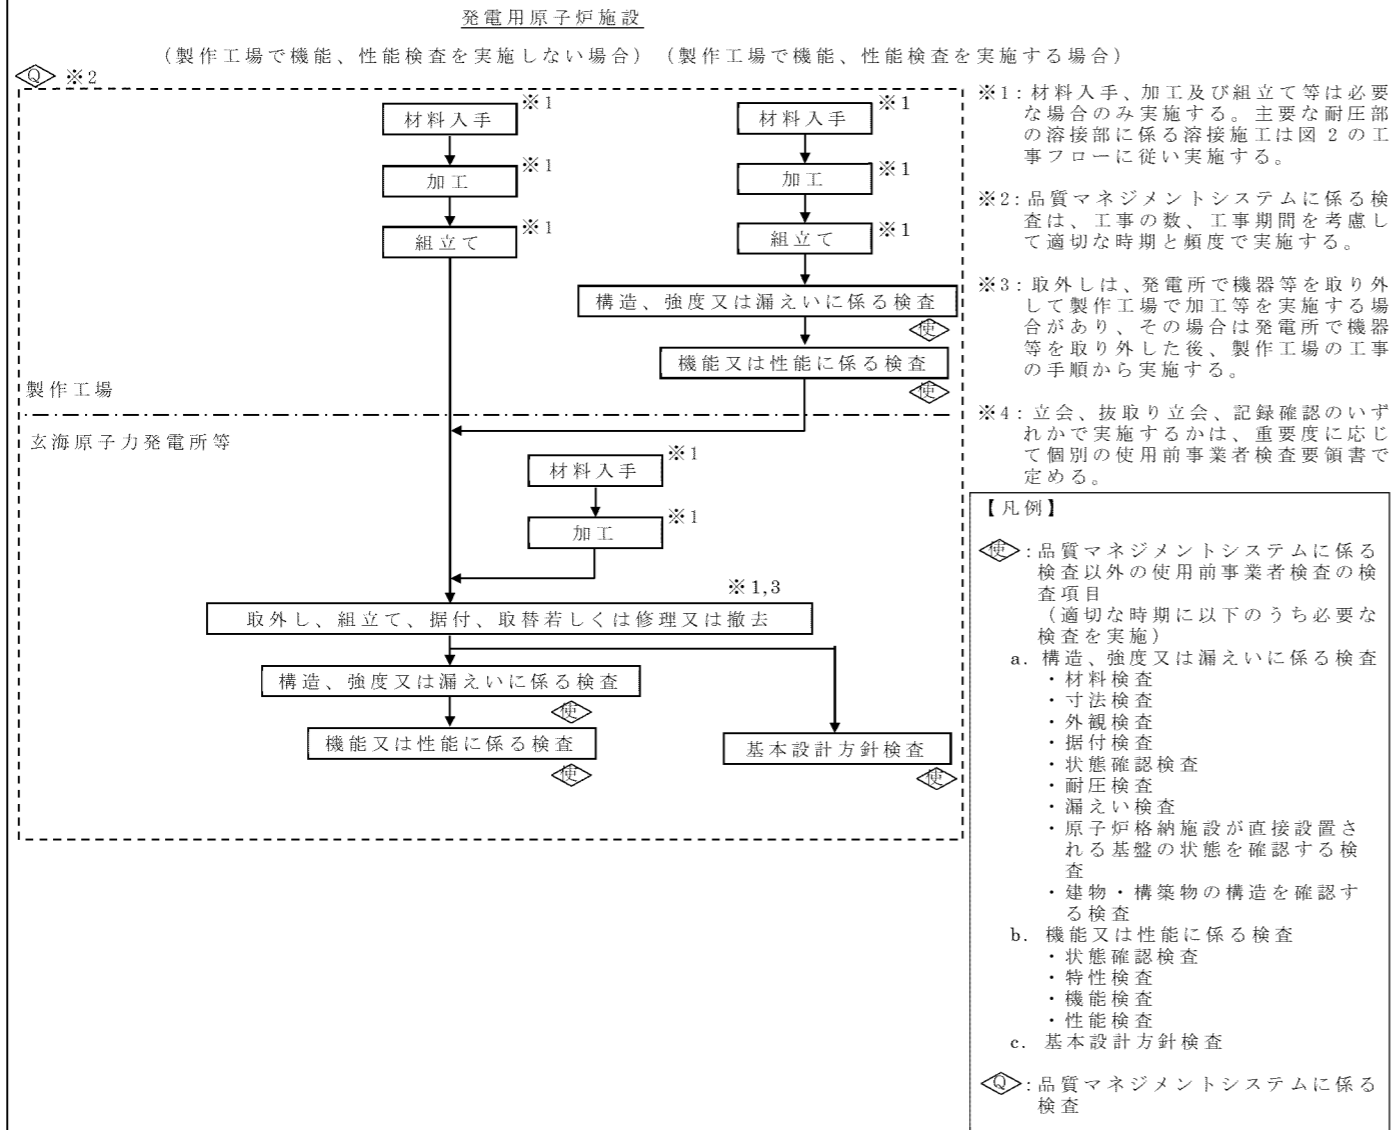 発電用原子炉施設
(製作工場で機能、性能検査を実施しない場合) (製作工場で機能、性能検査を実施する場合)
Q ※2
材料入手 ※1
加工 ※1
組立て ※1
材料入手 ※1
加工 ※1
組立て ※1
構造、強度又は漏えいに係る検査
使
機能又は性能に係る検査
使
製作工場
玄海原子力発電所等
材料入手 ※1
加工 ※1
※1,3
取外し、組立て、据付、取替若しくは修理又は撤去
構造、強度又は漏えいに係る検査
使
機能又は性能に係る検査
使
基本設計方針検査
使
※1:材料入手、加工及び組立て等は必要
な場合のみ実施する。主要な耐圧部
の溶接部に係る溶接施工は図 2 の工
事フローに従い実施する。
※2:品質マネジメントシステムに係る検
査は、工事の数、工事期間を考慮し
て適切な時期と頻度で実施する。
※3:取外しは、発電所で機器等を取り外
して製作工場で加工等を実施する場
合があり、その場合は発電所で機器
等を取り外した後、製作工場の工事
の手順から実施する。
※4:立会、抜取り立会、記録確認のいず
れかで実施するかは、重要度に応じ
て個別の使用前事業者検査要領書で
定める。
【凡例】
使:品質マネジメントシステムに係る
検査以外の使用前事業者検査の検
査項目
(適切な時期に以下のうち必要な
検査を実施)
a. 構造、強度又は漏えいに係る検査
・材料検査
・寸法検査
・外観検査
・据付検査
・状態確認検査
・耐圧検査
・漏えい検査
・原子炉格納施設が直接設置さ
れる基盤の状態を確認する検
査
・建物・構築物の構造を確認す
る検査
b. 機能又は性能に係る検査
・状態確認検査
・特性検査
・機能検査
・性能検査
c. 基本設計方針検査
Q:品質マネジメントシステムに係る
検査